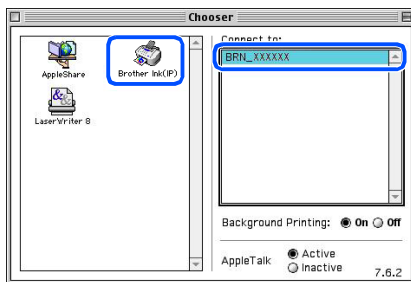 Chooser
Connect to:
BRN_XXXXXX
AppleShare
Brother Ink(IP)
LaserWriter 8
Background Printing: On Off
AppleTalk
Active
Inactive
7.6.2